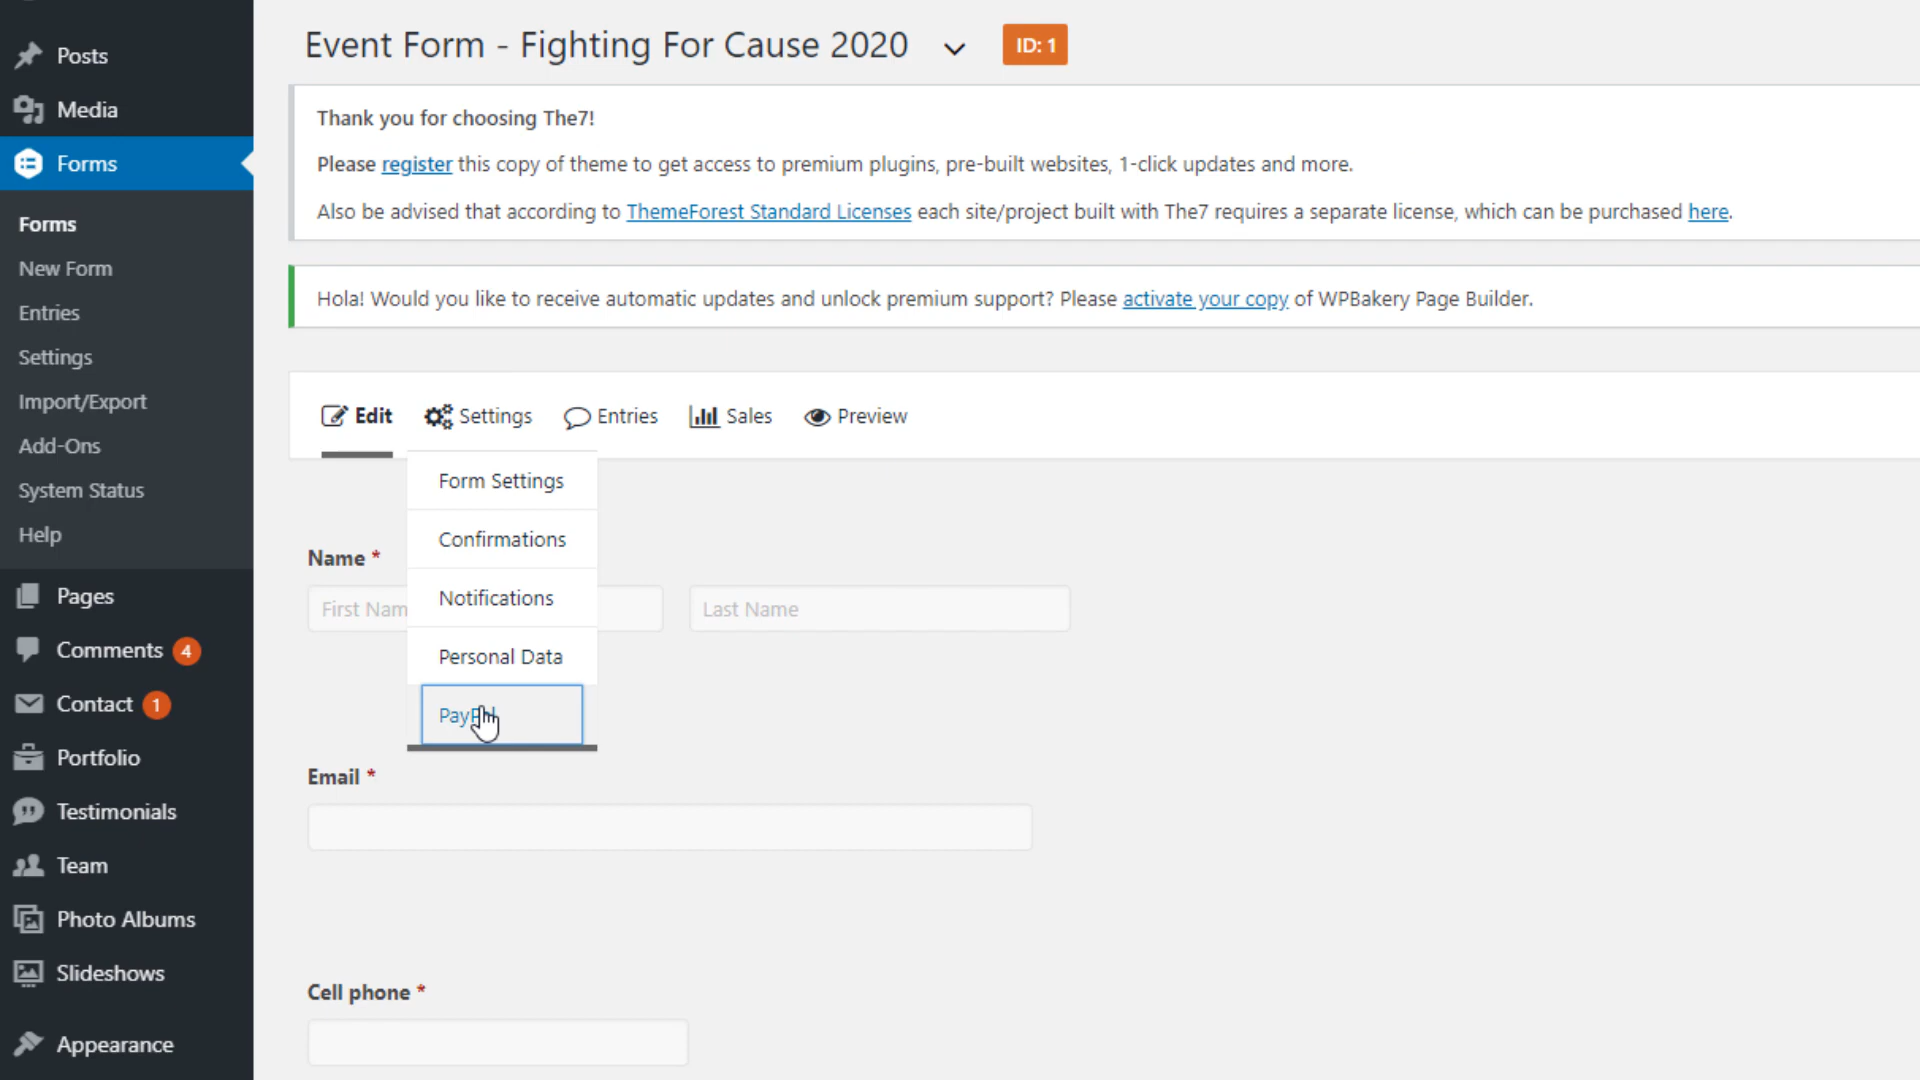 Posts
Media
Forms
Forms
New Form
Entries
Settings
Import/Export
Add-Ons
System Status
Help
Pages
Comments 4
Contact 1
Portfolio
Testimonials
Team
Photo Albums
Slideshows
Appearance
Event Form - Fighting For Cause 2020 ID: 1
Thank you for choosing The7!
Please register this copy of theme to get access to premium plugins, pre-built websites, 1-click updates and more.
Also be advised that according to ThemeForest Standard Licenses each site/project built with The7 requires a separate license, which can be purchased here.
Hola! Would you like to receive automatic updates and unlock premium support? Please activate your copy of WPBakery Page Builder.
Edit Settings Entries Sales Preview
Form Settings
Confirmations
Notifications
Personal Data
PayPal
Name *
First Nam
Last Name
Email *
Cell phone *